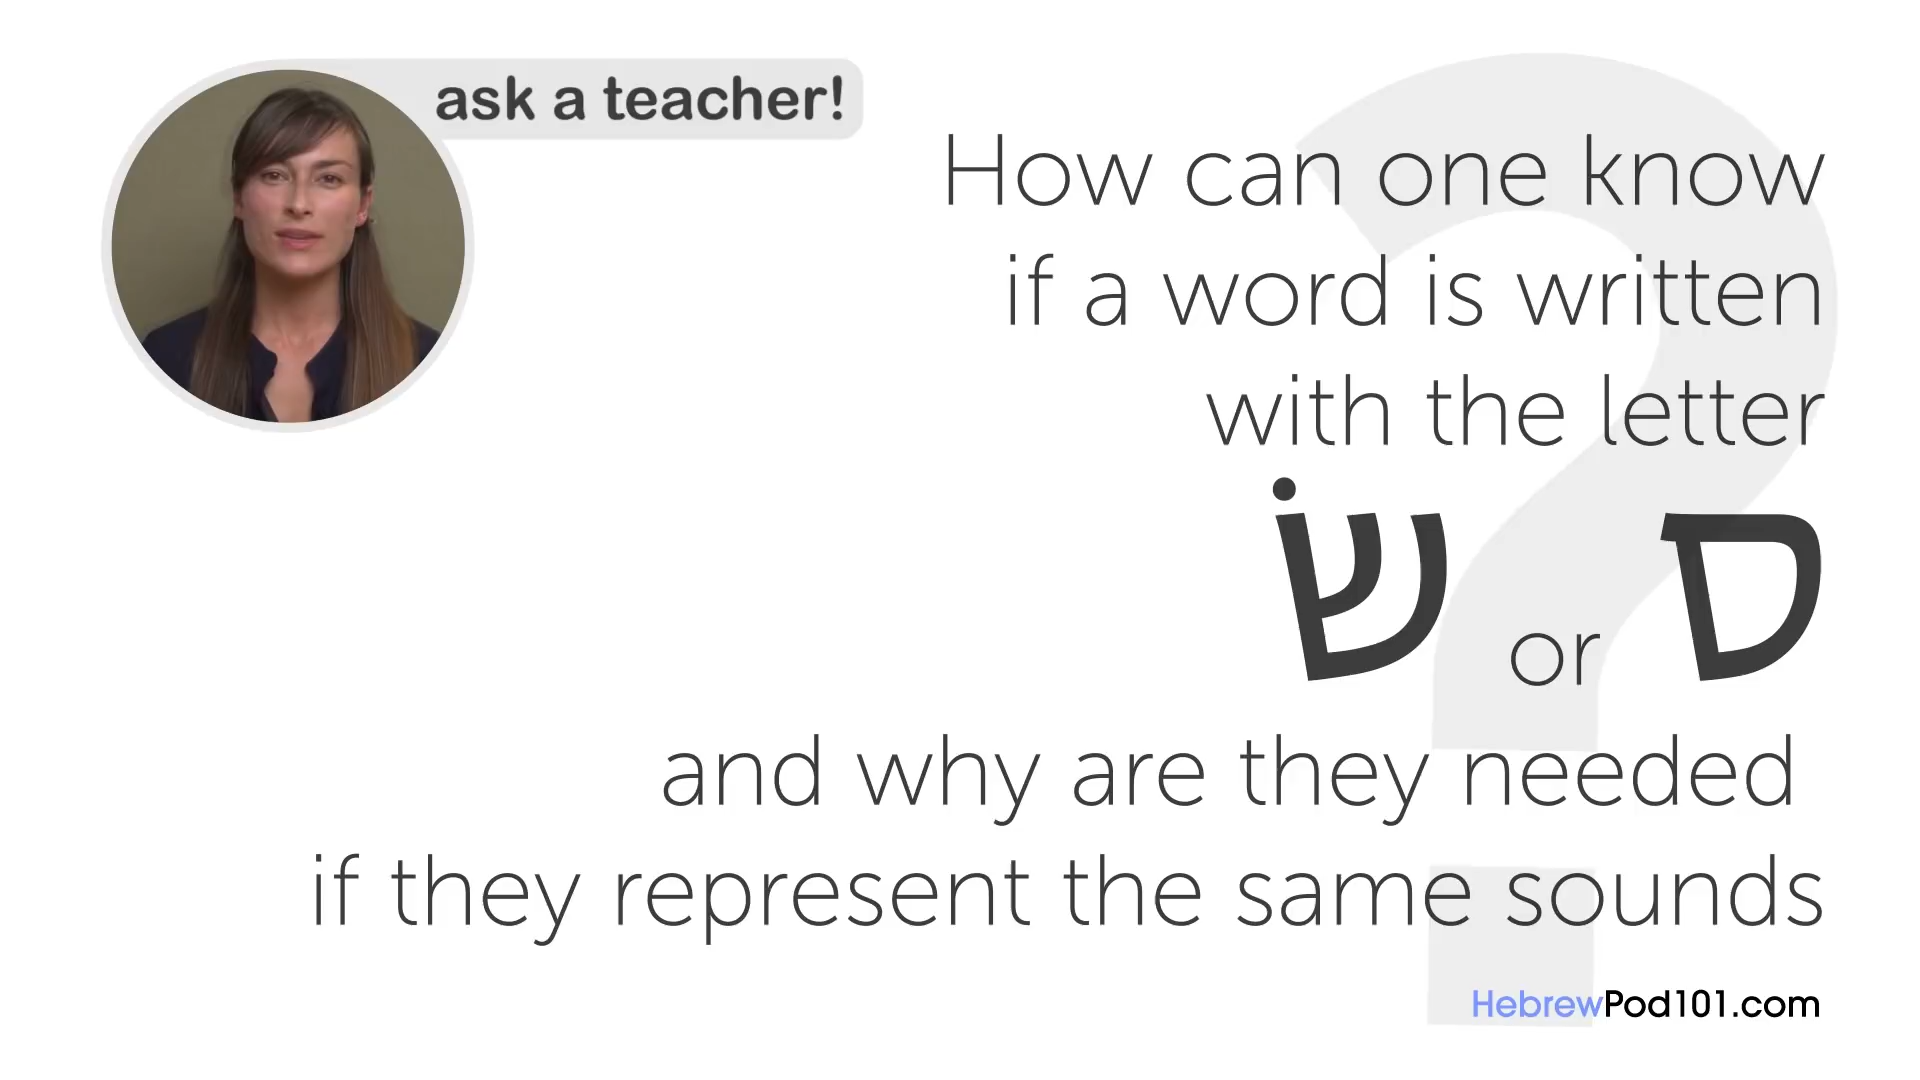 ask a teacher!
How can one know
if a word is written
with the letter
שׂ or ס
and why are they needed
if they represent the same sounds
HebrewPod101.com